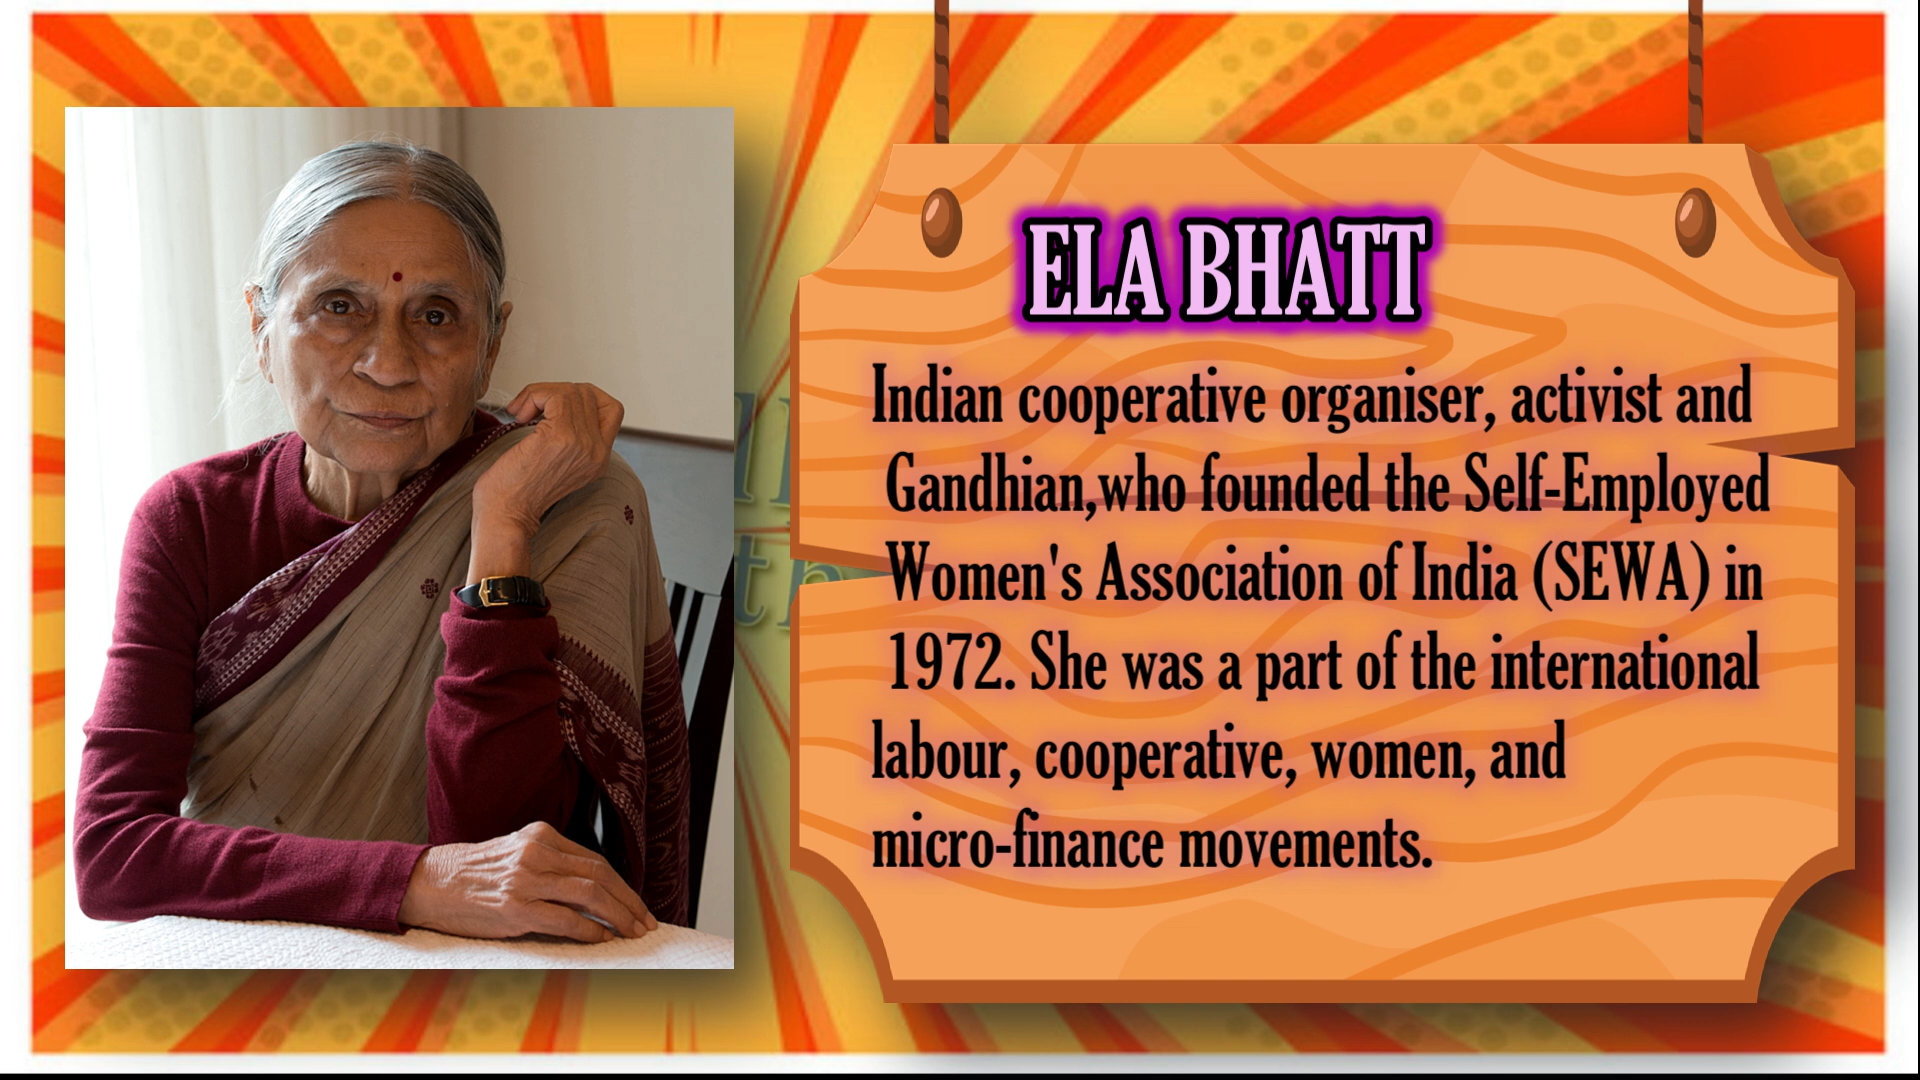 ELA BHATT
Indian cooperative organiser, activist and
Gandhian,who founded the Self-Employed
Women's Association of India (SEWA) in
1972. She was a part of the international
labour, cooperative, women, and
micro-finance movements.